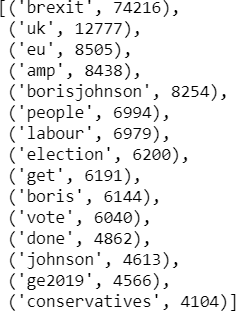 [('brexit', 74216),
('uk', 12777),
('eu', 8505),
('amp', 8438),
('borisjohnson', 8254),
('people', 6994),
('labour', 6979),
('election', 6200),
('get', 6191),
('boris', 6144),
('vote', 6040),
('done', 4862),
('johnson', 4613),
('ge2019', 4566),
('conservatives', 4104)]